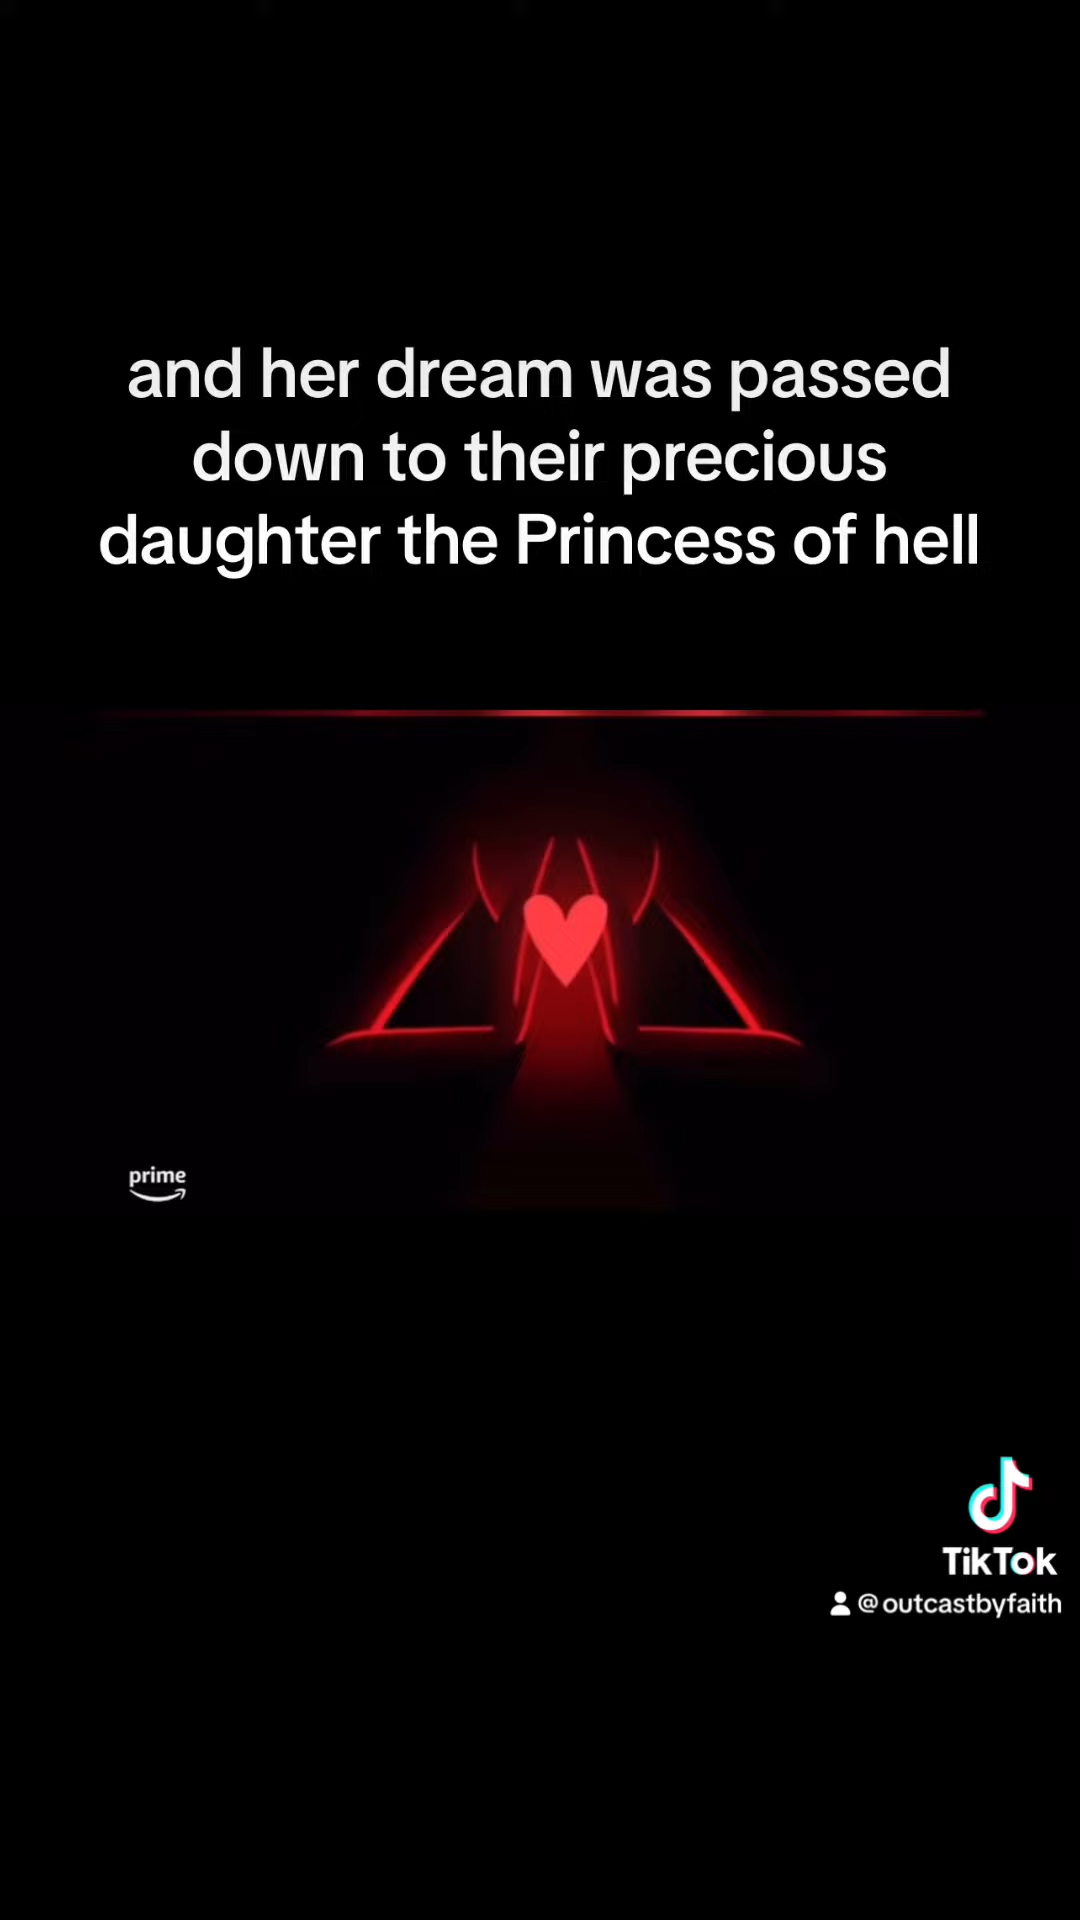 and her dream was passed
down to their precious
daughter the Princess of hell
prime
TikTok
@outcastbyfaith